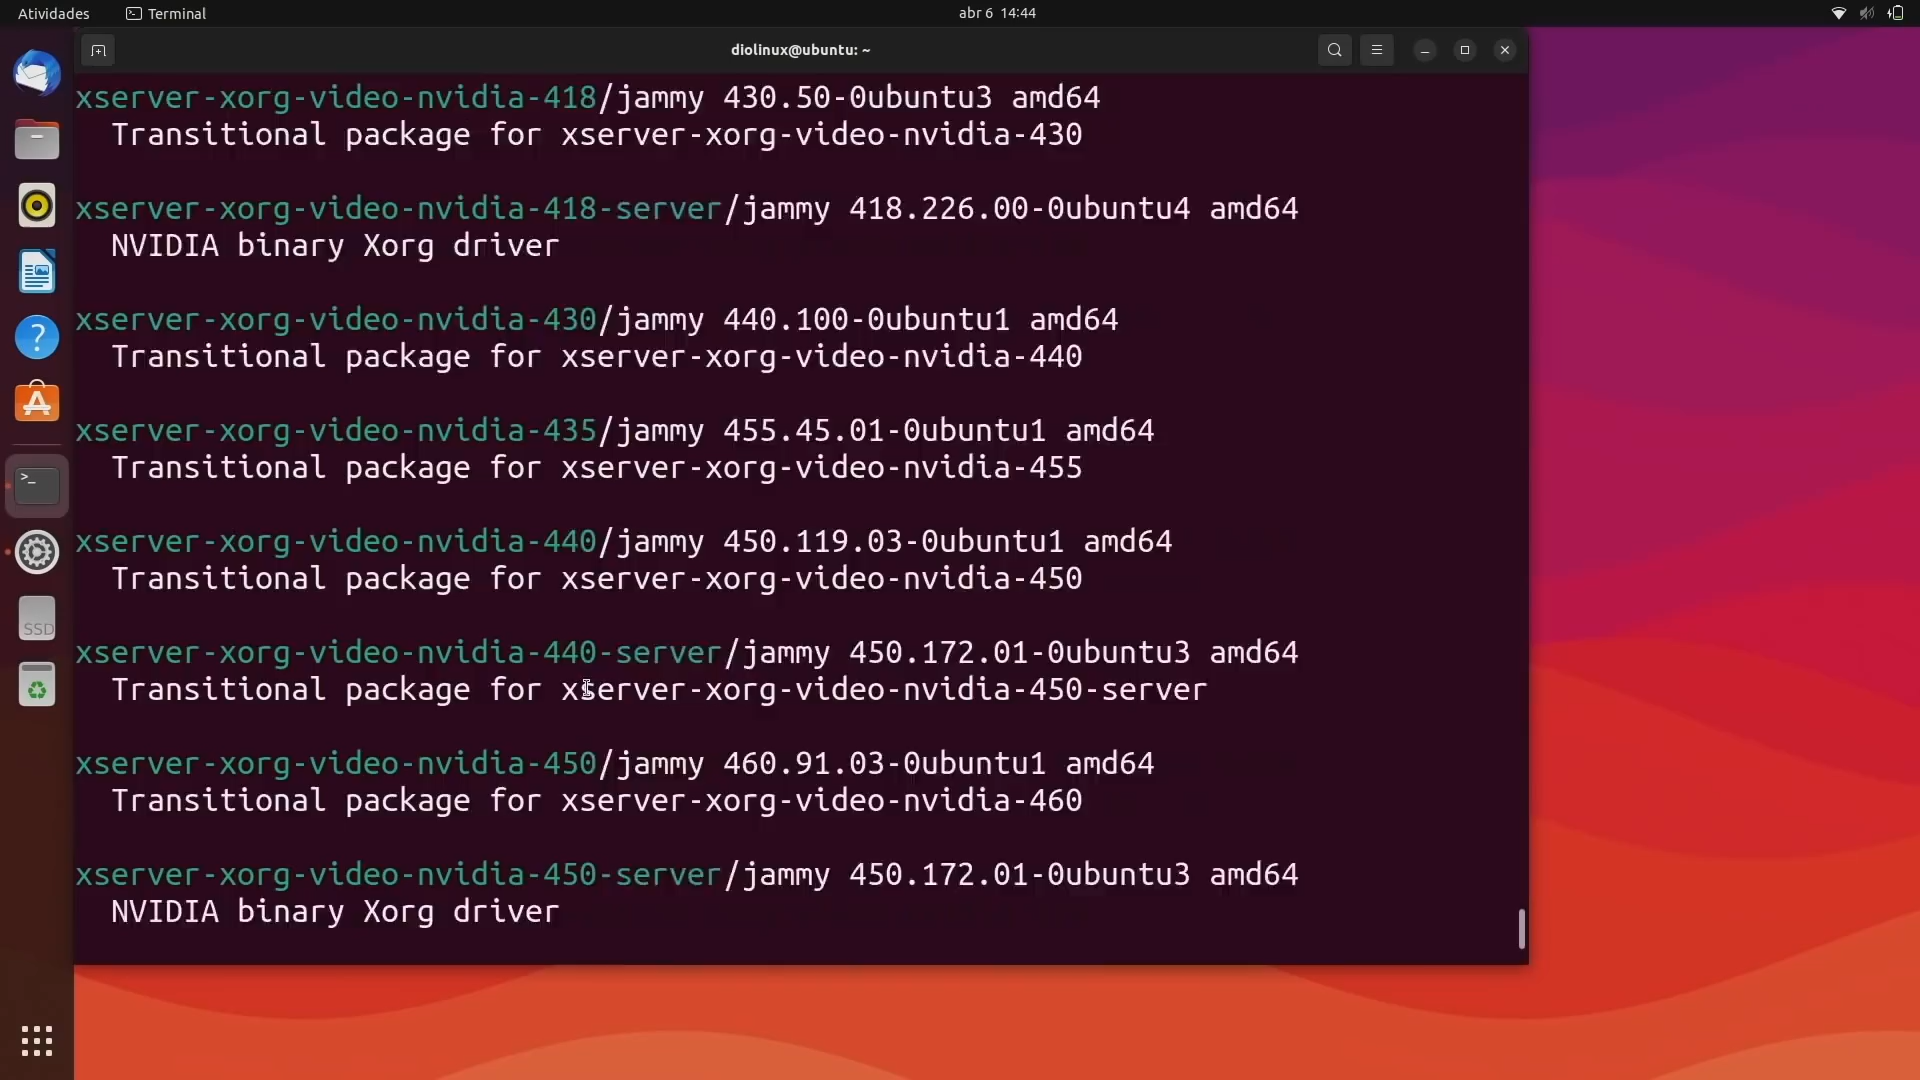 Atividades
Terminal
abr 6 14:44
diolinux@ubuntu: ~
xserver-xorg-video-nvidia-418/jammy 430.50-0ubuntu3 amd64
Transitional package for xserver-xorg-video-nvidia-430
xserver-xorg-video-nvidia-418-server/jammy 418.226.00-0ubuntu4 amd64
NVIDIA binary Xorg driver
xserver-xorg-video-nvidia-430/jammy 440.100-0ubuntu1 amd64
Transitional package for xserver-xorg-video-nvidia-440
xserver-xorg-video-nvidia-435/jammy 455.45.01-0ubuntu1 amd64
Transitional package for xserver-xorg-video-nvidia-455
xserver-xorg-video-nvidia-440/jammy 450.119.03-0ubuntu1 amd64
Transitional package for xserver-xorg-video-nvidia-450
xserver-xorg-video-nvidia-440-server/jammy 450.172.01-0ubuntu3 amd64
Transitional package for xserver-xorg-video-nvidia-450-server
xserver-xorg-video-nvidia-450/jammy 460.91.03-0ubuntu1 amd64
Transitional package for xserver-xorg-video-nvidia-460
xserver-xorg-video-nvidia-450-server/jammy 450.172.01-0ubuntu3 amd64
NVIDIA binary Xorg driver
SSD